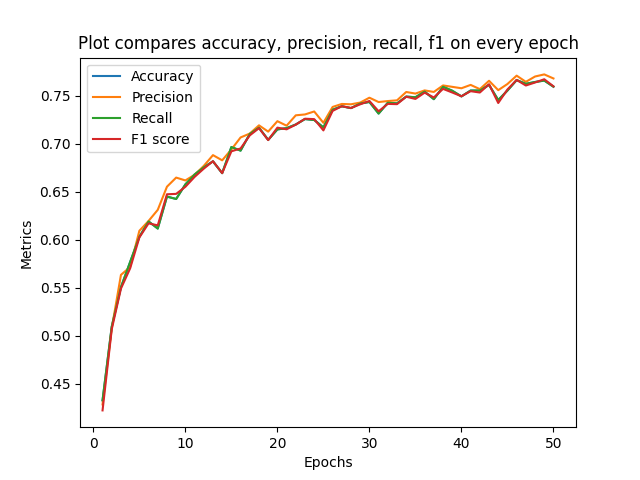 Plot compares accuracy, precision, recall, f1 on every epoch
Accuracy
Precision
Recall
F1 score
Metrics
0.75
0.70
0.65
0.60
0.55
0.50
0.45
0 10 20 30 40 50
Epochs